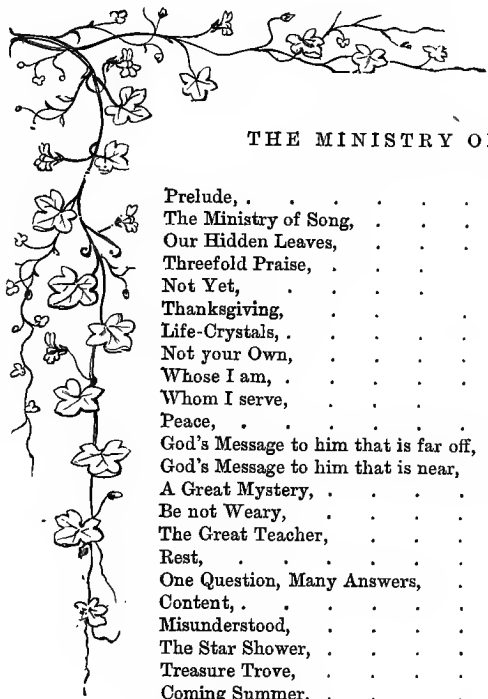 THE MINISTRY O
Prelude, . . . . . .
The Ministry of Song, . . .
Our Hidden Leaves, . . .
Threefold Praise, . . . .
Not Yet, . . . .
Thanksgiving, . . .
Life-Crystals, . . . . .
Not your Own, . . . .
Whose I am, . . . . .
Whom I serve, . . . .
Peace, . . . . . .
God's Message to him that is far off,
God's Message to him that is near,
A Great Mystery, . . . .
Be not Weary, . . . .
The Great Teacher, . . . .
Rest, . . . . . .
One Question, Many Answers, .
Content, . . . . . .
Misunderstood, . . . .
The Star Shower, . . . .
Treasure Trove, . . . .
Coming Summer, . . . .